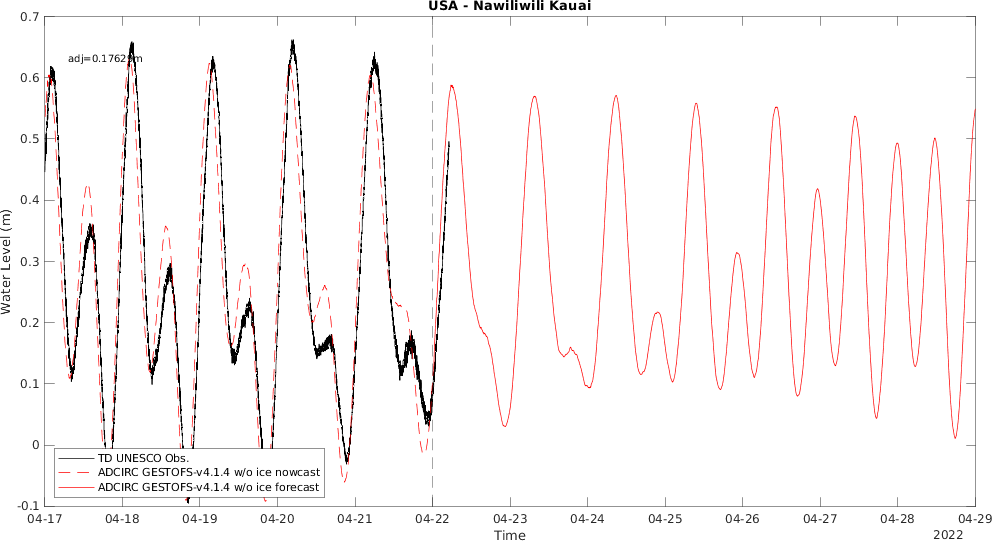 USA - Nawiliwili Kauai
0.7
0.6
0.5
0.4
0.3
0.2
0.1
0
-0.1
Water Level (m)
TD UNESCO Obs.
ADCIRC GESTOFS-v4.1.4 w/o ice nowcast
ADCIRC GESTOFS-v4.1.4 w/o ice forecast
04-17 04-18 04-19 04-20 04-21 04-22 04-23 04-24 04-25 04-26 04-27 04-28 04-29
Time
2022